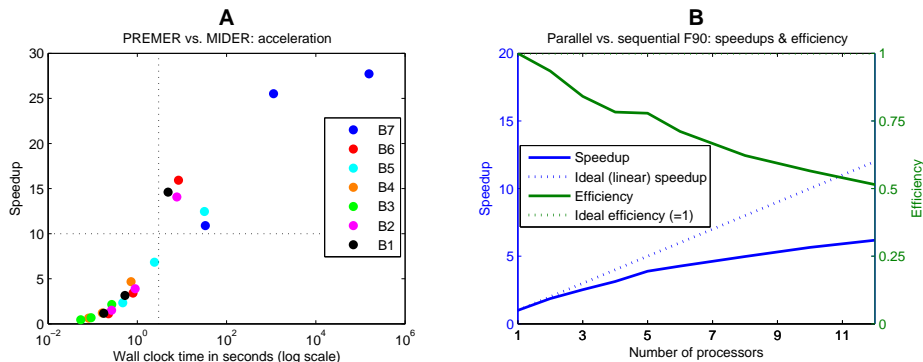 A
PREMER vs. MIDER: acceleration
Speedup
30
25
20
15
10
5
0
B7
B6
B5
B4
B3
B2
B1
10^−2
10^0
10^2
10^4
10^6
Wall clock time in seconds (log scale)
B
Parallel vs. sequential F90: speedups & efficiency
Speedup
20
15
10
5
0
Speedup
Ideal (linear) speedup
Efficiency
Ideal efficiency (=1)
1
0.75
0.5
0.25
0
Efficiency
1 3 5 7 9 11
Number of processors